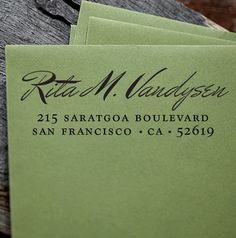 Rita M. Vandysen
215 SARATGOA BOULEVARD
SAN FRANCISCO • CA • 52619